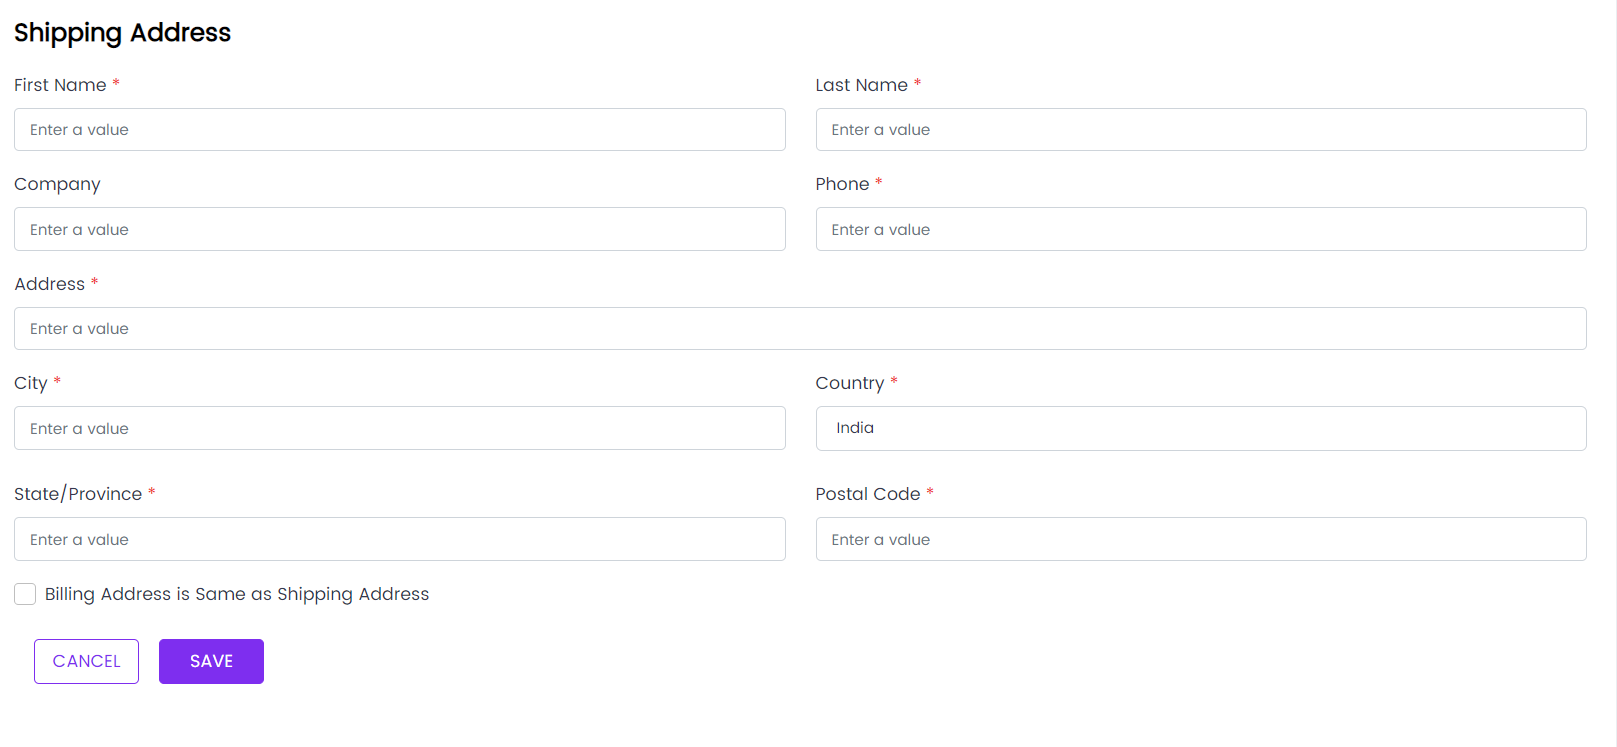 Shipping Address
First Name * Last Name *
Enter a value Enter a value
Company Phone *
Enter a value Enter a value
Address *
Enter a value
City * Country *
Enter a value India
State/Province * Postal Code *
Enter a value Enter a value
Billing Address is Same as Shipping Address
CANCEL SAVE